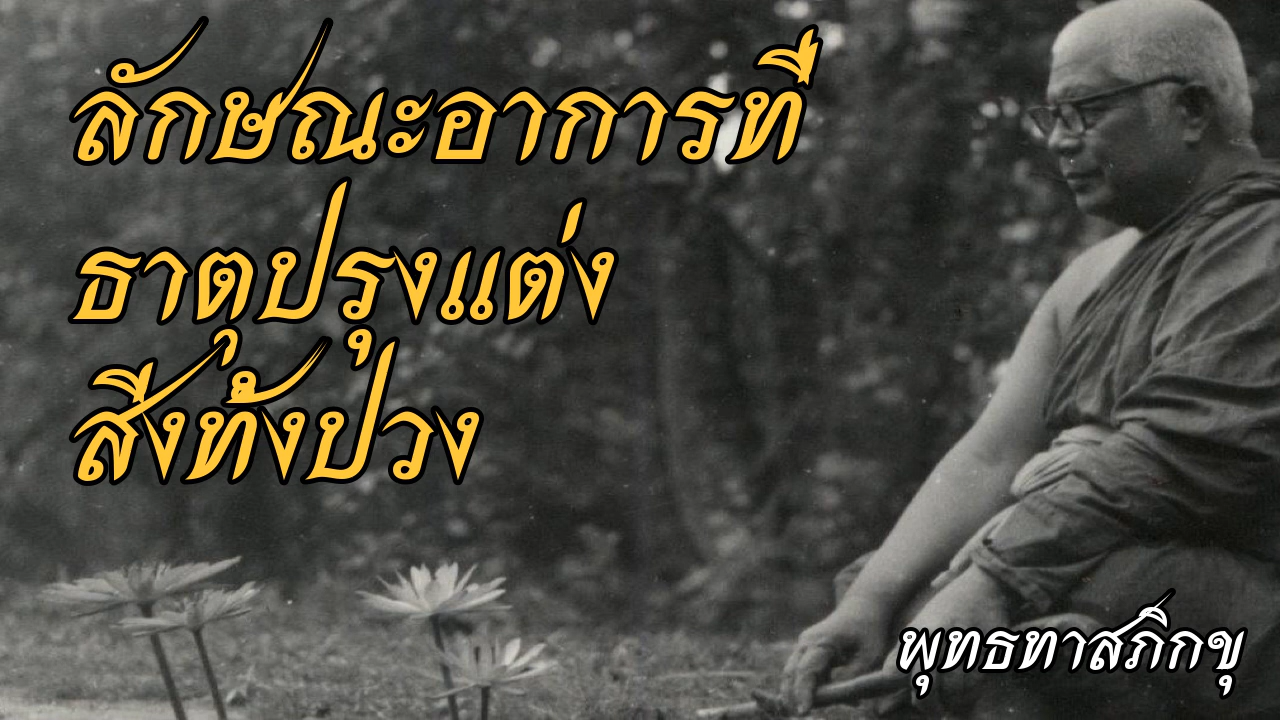 ลักษณะอาการที่
ธาตุปรุงแต่ง
สิ่งทั้งปวง
พุทธทาสภิกขุ